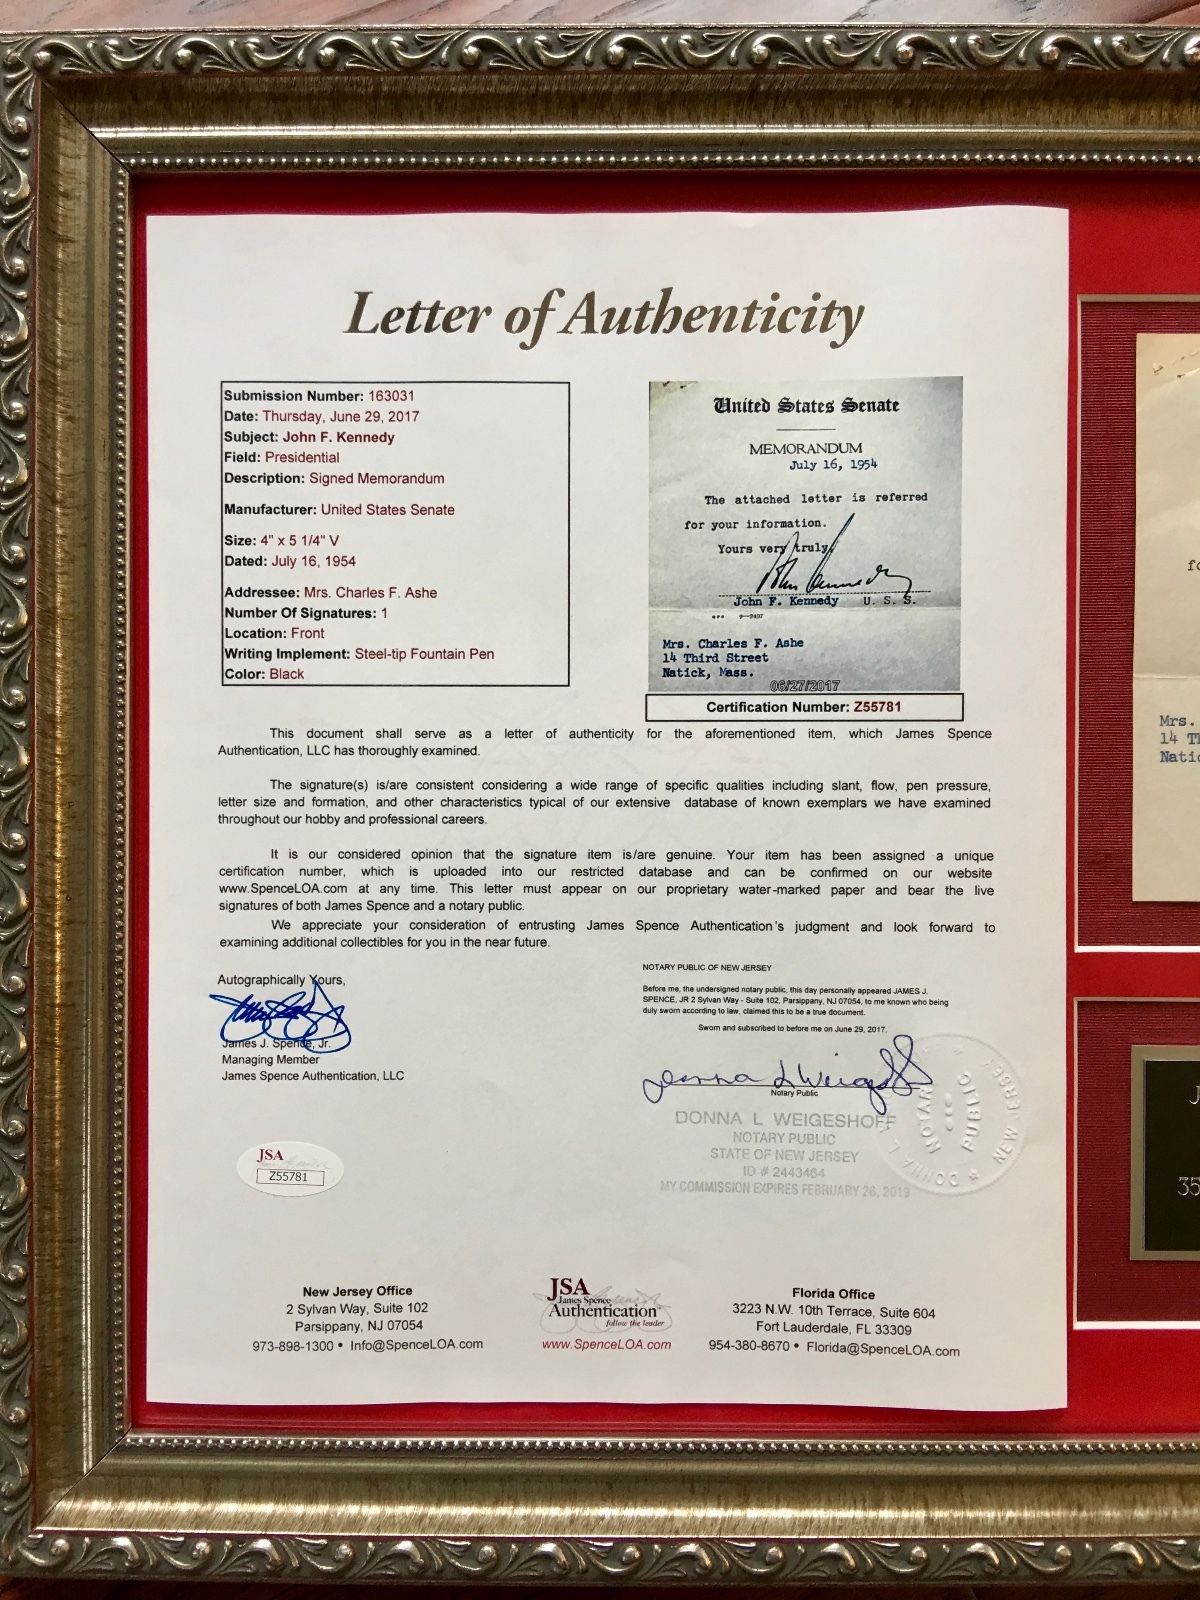 Letter of Authenticity
Submission Number: 163031
Date: Thursday, June 29, 2017
Subject: John F. Kennedy
Field: Presidential
Description: Signed Memorandum
Manufacturer: United States Senate
Size: 4" x 5 1/4" V
Dated: July 16, 1954
Addressee: Mrs. Charles F. Ashe
Number Of Signatures: 1
Location: Front
Writing Implement: Steel-tip Fountain Pen
Color: Black
United States Senate
MEMORANDUM
July 16, 1954
The attached letter is referred
for your information.
Yours very truly,
John Kennedy
John F. Kennedy U. S. S.
Mrs. Charles F. Ashe
14 Third Street
Natick, Mass.
06/27/2017
Certification Number: Z55781
This document shall serve as a letter of authenticity for the aforementioned item, which James Spence
Authentication, LLC has thoroughly examined.
The signature(s) is/are consistent considering a wide range of specific qualities including slant, flow, pen pressure,
letter size and formation, and other characteristics typical of our extensive database of known exemplars we have examined
throughout our hobby and professional careers.
It is our considered opinion that the signature item is/are genuine. Your item has been assigned a unique
certification number, which is uploaded into our restricted database and can be confirmed on our website
www.SpenceLOA.com at any time. This letter must appear on our proprietary water-marked paper and bear the live
signatures of both James Spence and a notary public.
We appreciate your consideration of entrusting James Spence Authentication's judgment and look forward to
examining additional collectibles for you in the near future.
Autographically Yours,
James J. Spence, Jr.
Managing Member
James Spence Authentication, LLC
NOTARY PUBLIC OF NEW JERSEY
Before me, the undersigned notary public, this day personally appeared JAMES J.
SPENCE, JR 2 Sylvan Way - Suite 102, Parsippany, NJ 07054, to me known who being
duly sworn according to law, claimed this to be a true document.
Sworn and subscribed to before me on June 29, 2017.
Donna L Weigeshoff
Notary Public
DONNA L WEIGESHOFF
NOTARY PUBLIC
STATE OF NEW JERSEY
ID # 2443464
MY COMMISSION EXPIRES FEBRUARY 26, 2019
NOTARY
PUBLIC
NEW JERSEY
JSA
Z55781
New Jersey Office
2 Sylvan Way, Suite 102
Parsippany, NJ 07054
973-898-1300 • Info@SpenceLOA.com
JSA
James Spence
Authentication
follow the leader
www.SpenceLOA.com
Florida Office
3223 N.W. 10th Terrace, Suite 604
Fort Lauderdale, FL 33309
954-380-8670 • Florida@SpenceLOA.com
Mrs.
14
J
35